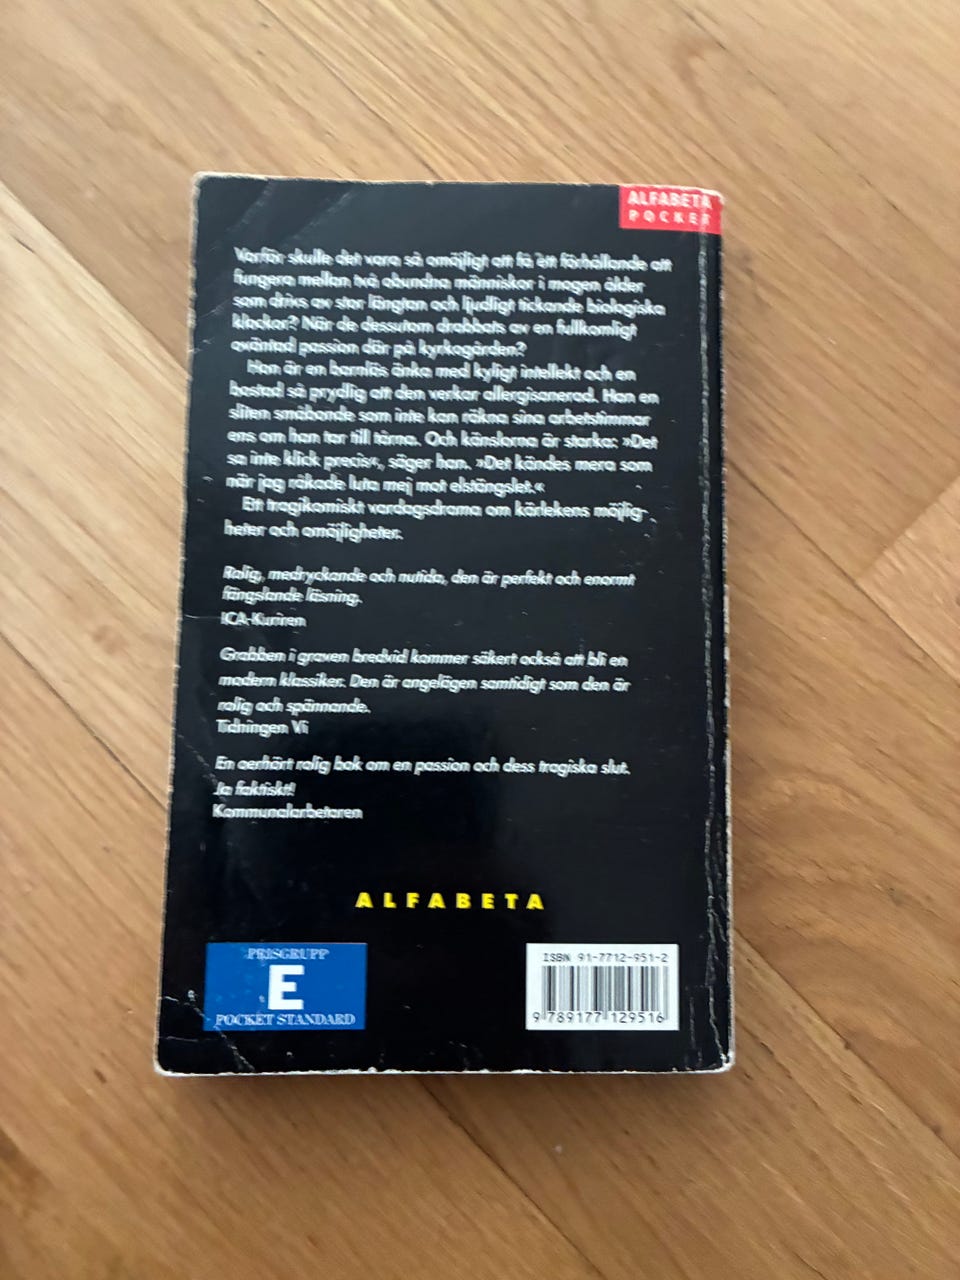 ALFABETA
POCKET
Varför skulle det vara så omöjligt att få ett förhållande att
fungera mellan två obundna människor i mogen ålder
som drivs av stor längtan och ljudligt tickande biologiska
klockor? När de dessutom drabbats av en fullkomligt
oväntad passion där på kyrkogården?
Hon är en barnlös änka med kyligt intellekt och en
bostad så prydlig att den verkar allergisanerad. Han en
sliten småbonde som inte kan räkna sina arbetstimmar
ens om han tar till tårna. Och känslorna är starka: »Det
sa inte klick precis«, säger han. »Det kändes mera som
när jag råkade luta mej mot elstängslet.«
Ett tragikomiskt vardagsdrama om kärlekens möjlig-
heter och omöjligheter.
Rolig, medryckande och nutida, den är perfekt och enormt
fängslande läsning.
ICA-Kuriren
Grabben i graven bredvid kommer säkert också att bli en
modern klassiker. Den är angelägen samtidigt som den är
rolig och spännande.
Tidningen Vi
En oerhört rolig bok om en passion och dess tragiska slut.
Ja faktiskt!
Kommunalarbetaren
ALFABETA
PRISGRUPP
E
POCKET STANDARD
ISBN 91-7712-951-2
9 789177 129516